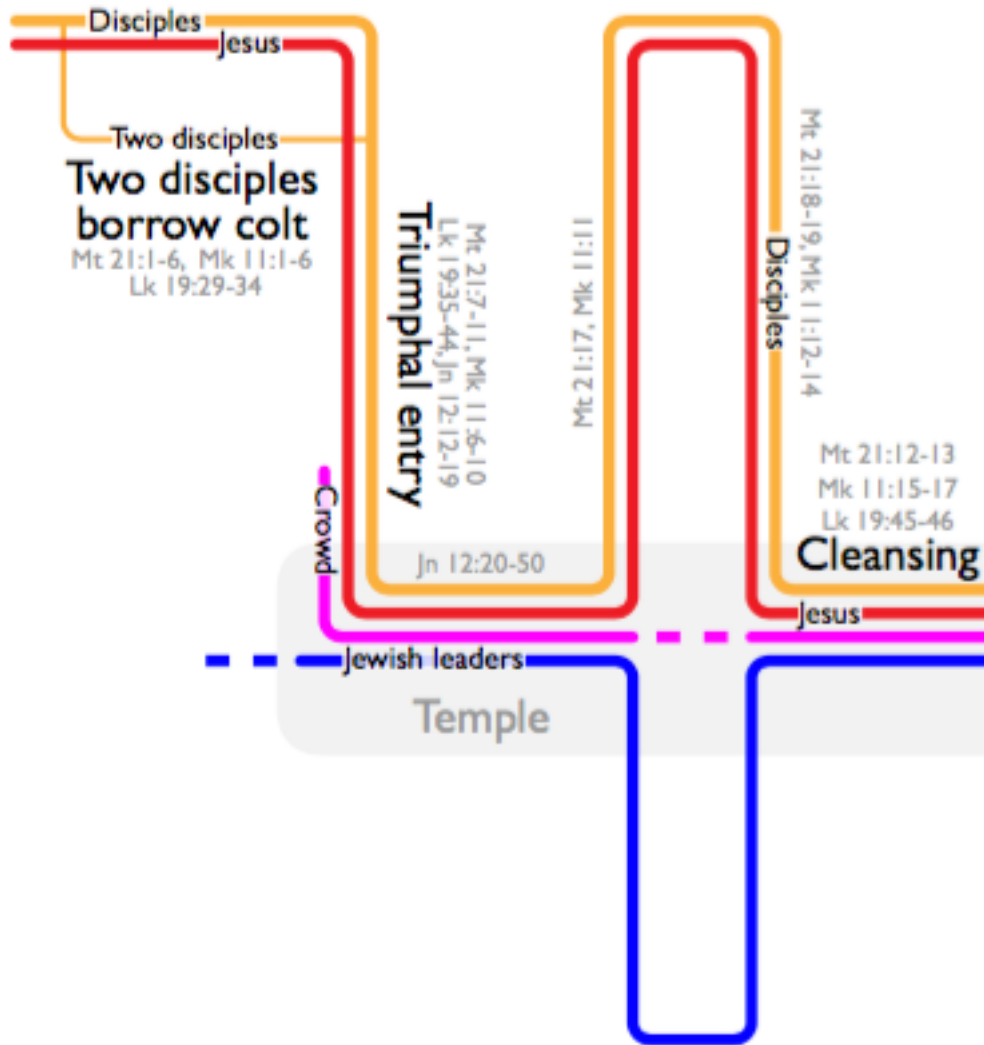 Disciples
Jesus
Two disciples
Two disciples
borrow colt
Mt 21:1-6, Mk 11:1-6
Lk 19:29-34
Triumphal entry
Mt 21:7-11, Mk 11:6-10
Lk 19:35-44, Jn 12:12-19
Crowd
Jn 12:20-50
Mt 21:17, Mk 11:11
Disciples
Mt 21:18-19, Mk 11:12-14
Mt 21:12-13
Mk 11:15-17
Lk 19:45-46
Cleansing
Jesus
Jewish leaders
Temple